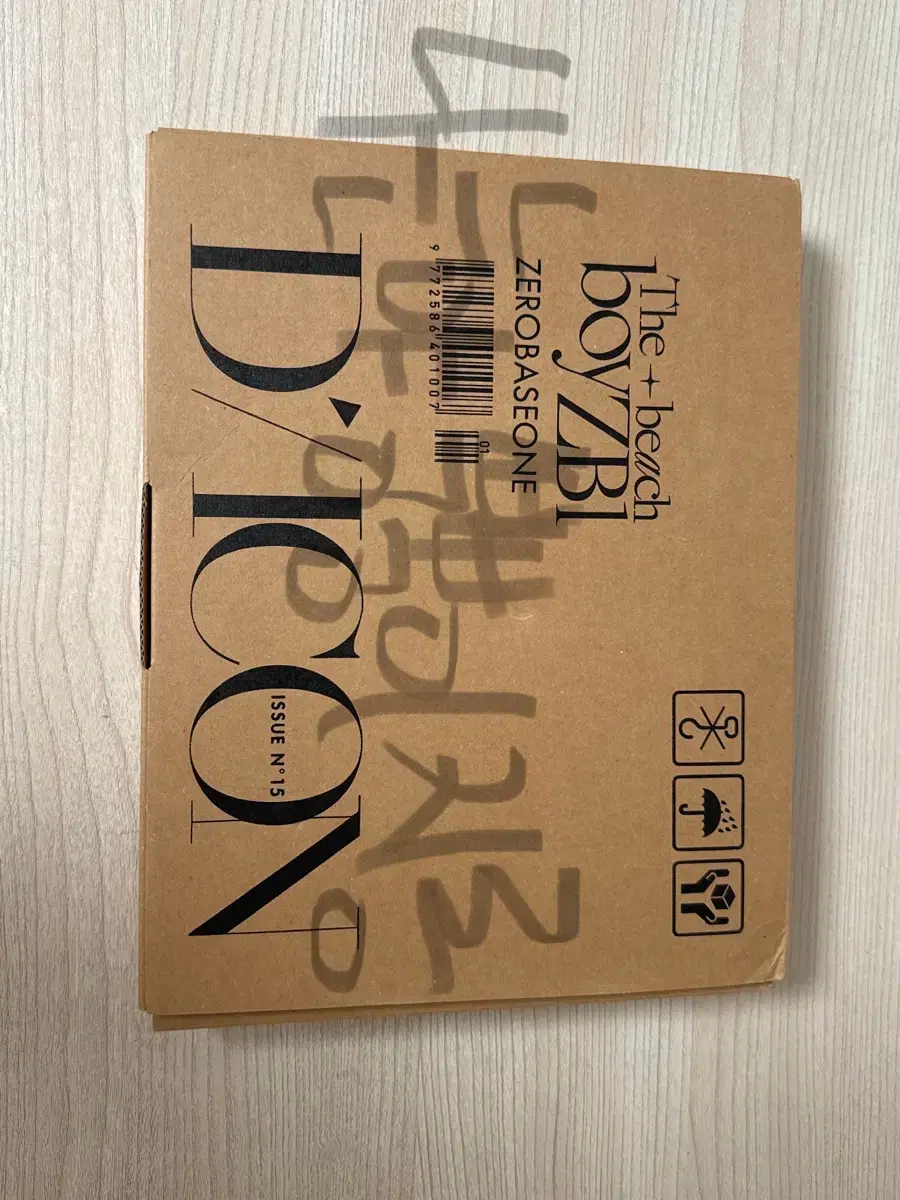 The + beach
boyZB1
ZEROBASEONE
01
9 772586 401007
D/ICON
ISSUE N°15